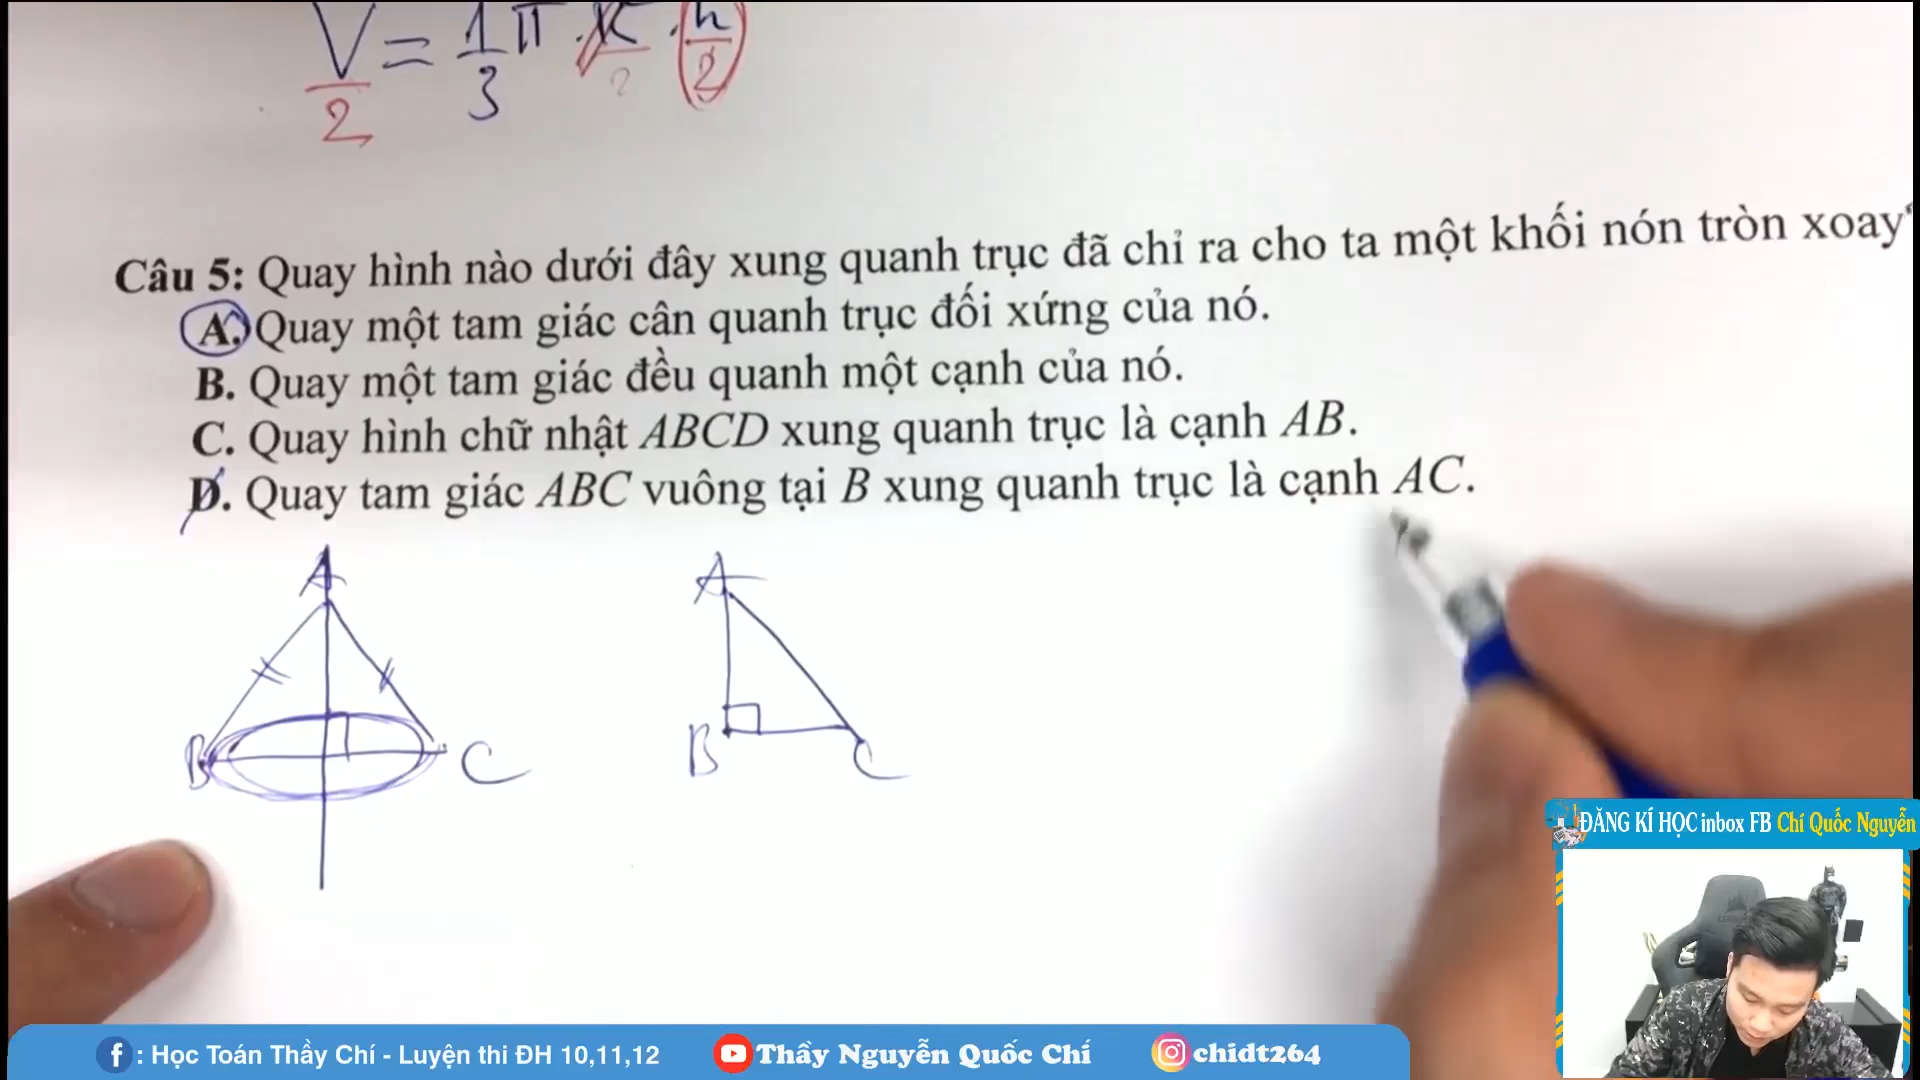 V/2 = 1/3 π . R/2 . h/2
Câu 5: Quay hình nào dưới đây xung quanh trục đã chỉ ra cho ta một khối nón tròn xoay?
A. Quay một tam giác cân quanh trục đối xứng của nó.
B. Quay một tam giác đều quanh một cạnh của nó.
C. Quay hình chữ nhật ABCD xung quanh trục là cạnh AB.
D. Quay tam giác ABC vuông tại B xung quanh trục là cạnh AC.
A
A
B
C
B
C
ĐĂNG KÍ HỌC inbox FB Chí Quốc Nguyễn
f : Học Toán Thầy Chí - Luyện thi ĐH 10,11,12
Thầy Nguyễn Quốc Chí
chidt264